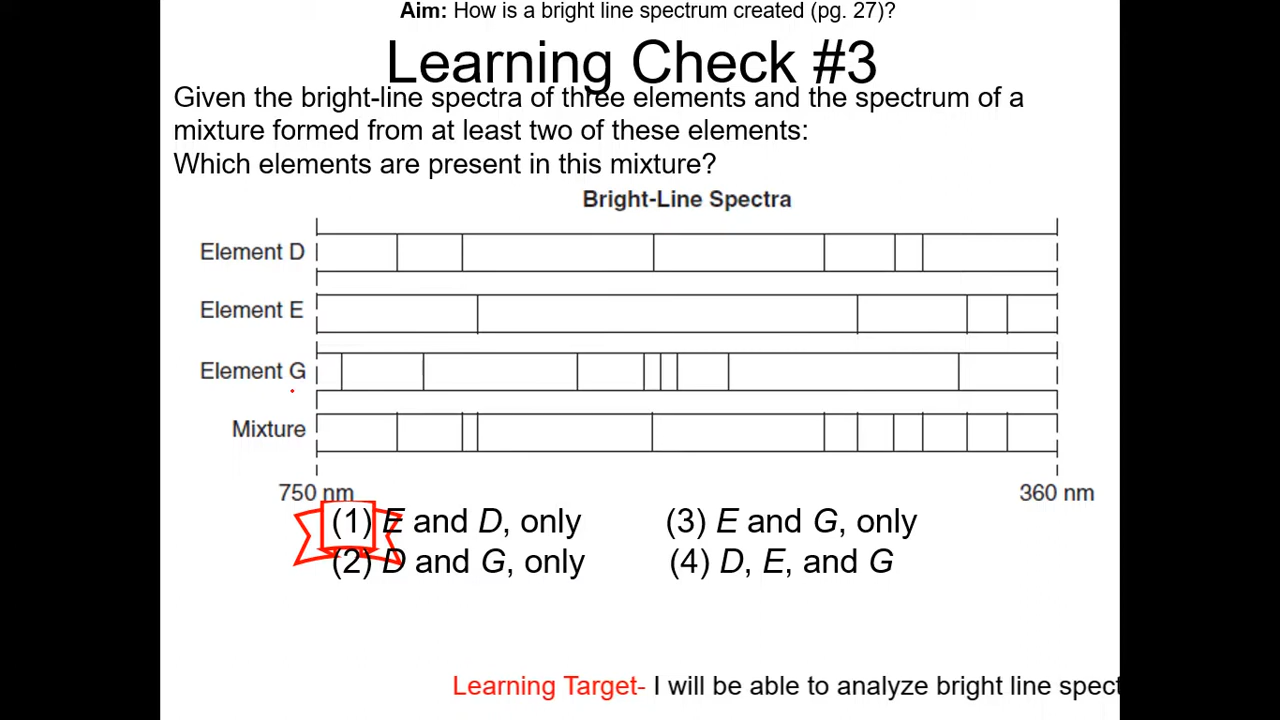 Aim: How is a bright line spectrum created (pg. 27)?
Learning Check #3
Given the bright-line spectra of three elements and the spectrum of a
mixture formed from at least two of these elements:
Which elements are present in this mixture?
Bright-Line Spectra
Element D
Element E
Element G
Mixture
750 nm 360 nm
(1) E and D, only (3) E and G, only
(2) D and G, only (4) D, E, and G
Learning Target- I will be able to analyze bright line spect